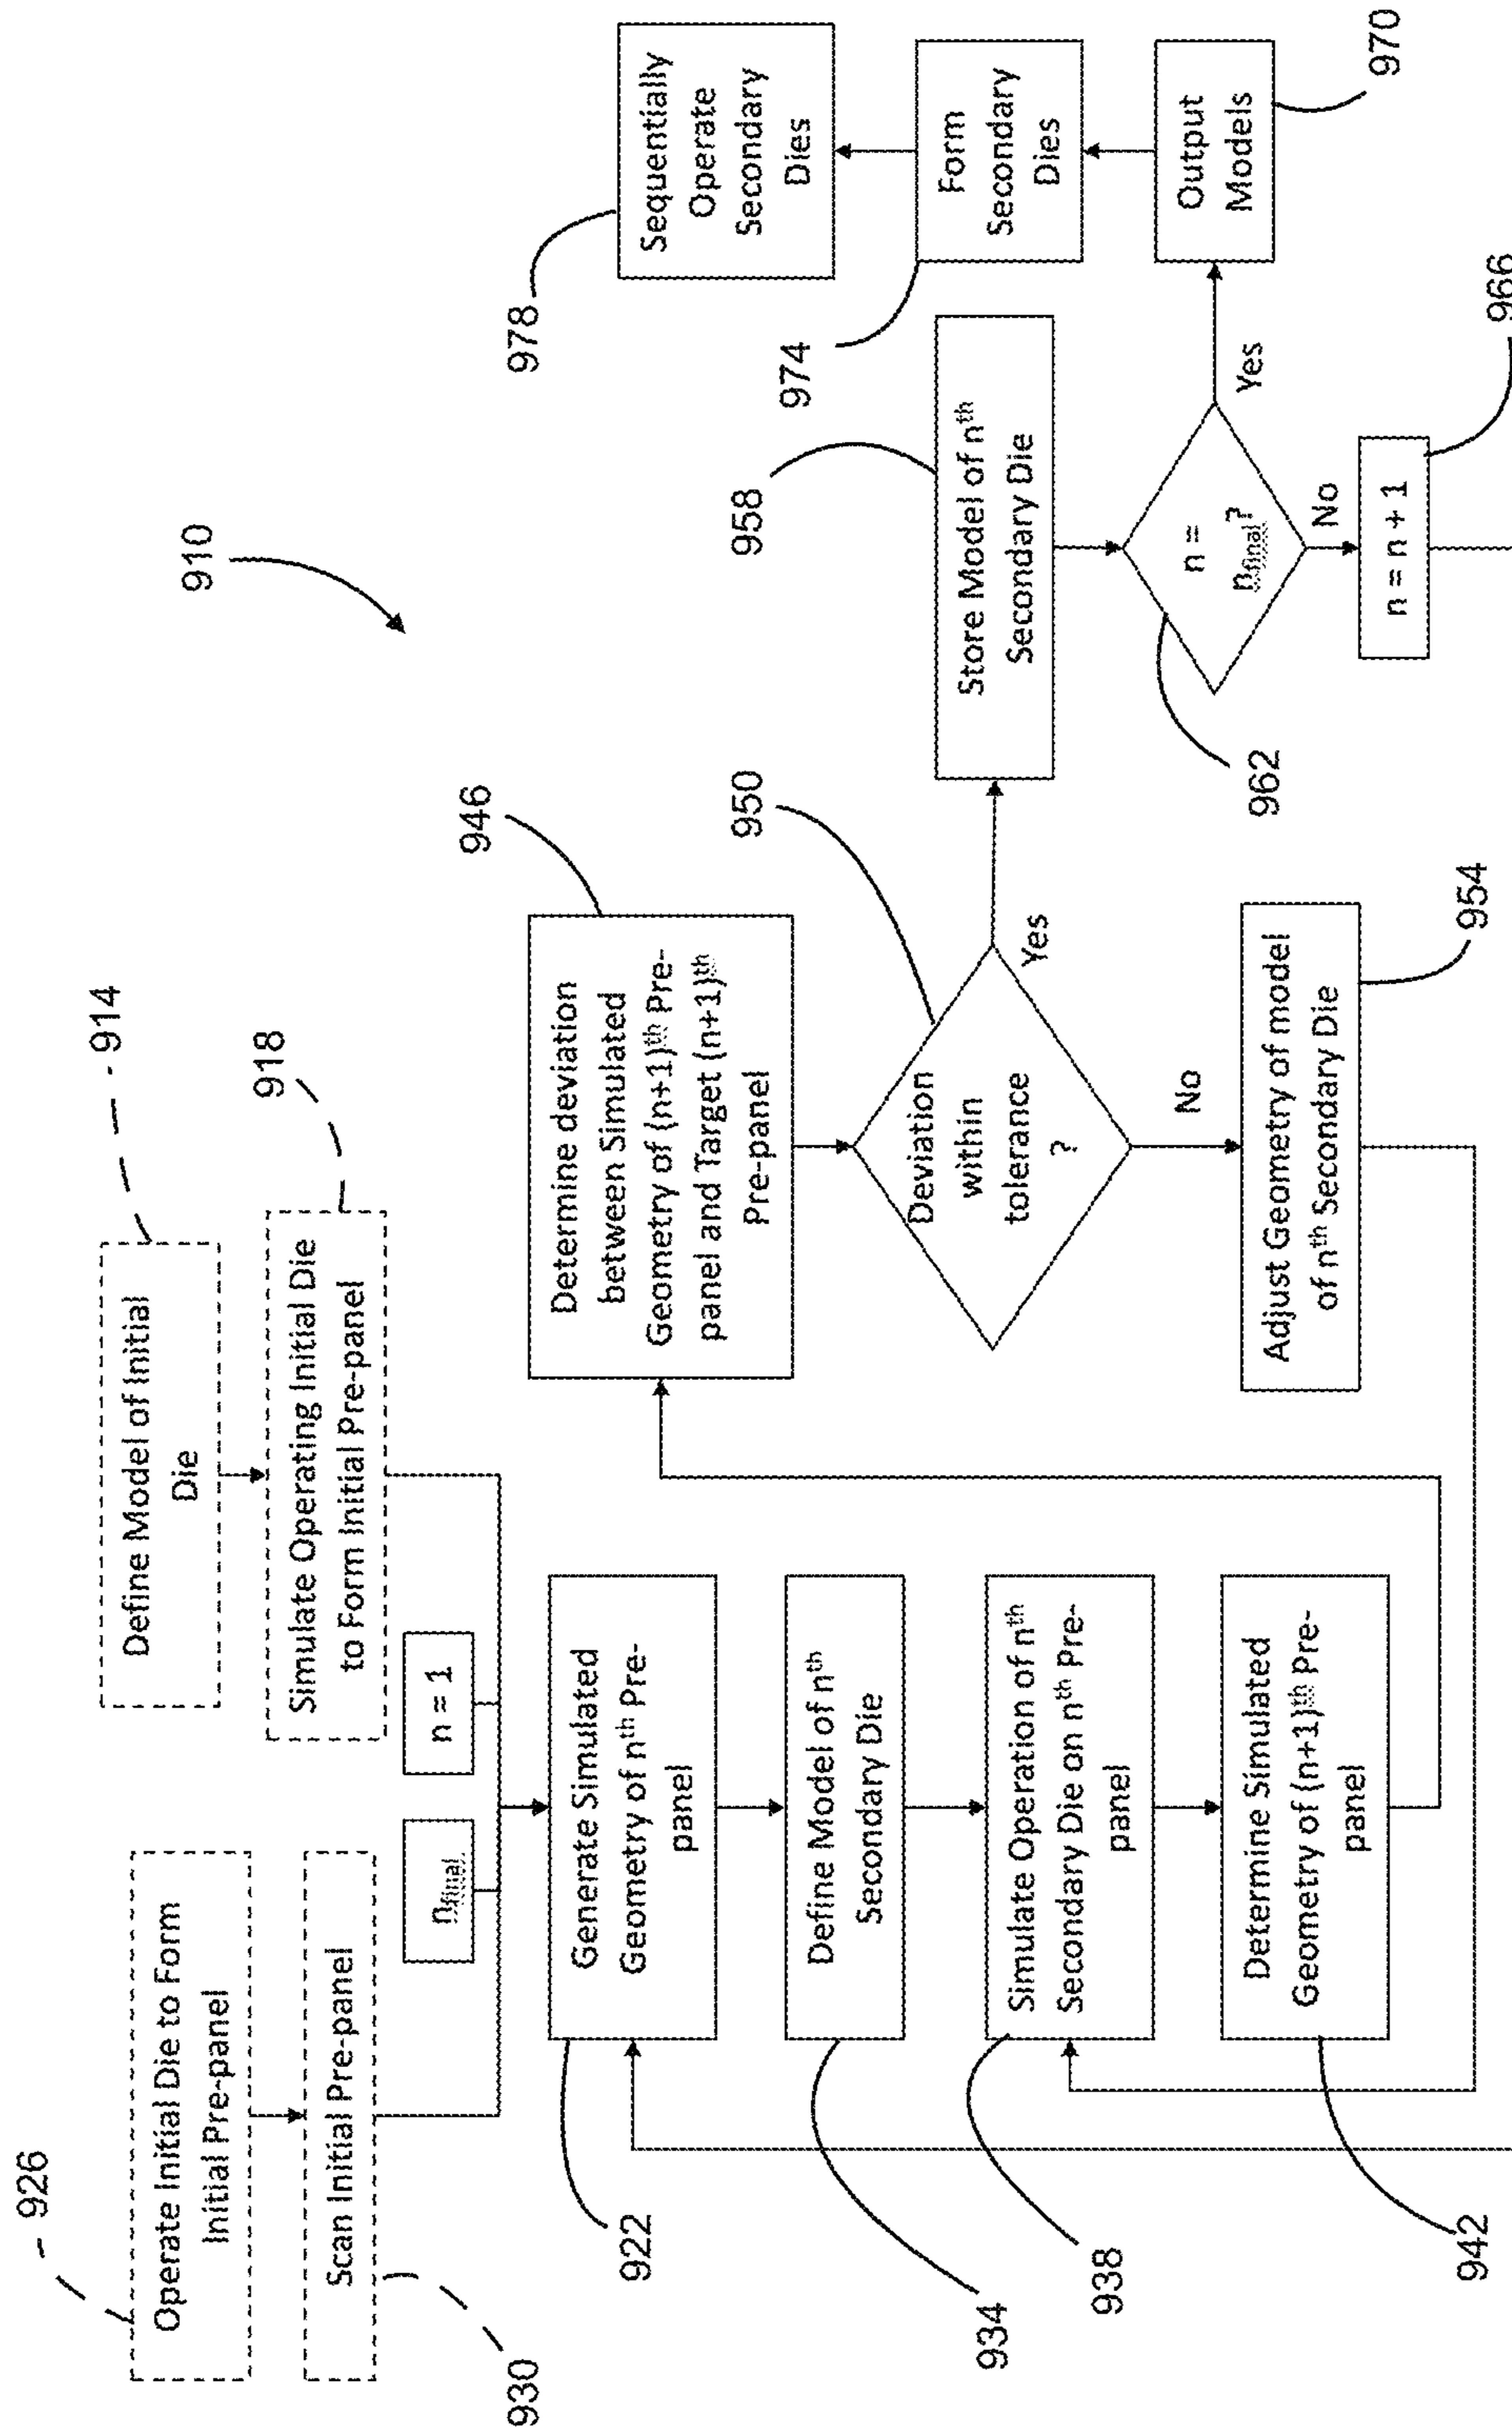 910
926
Operate Initial Die to Form
Initial Pre-panel
Scan Initial Pre-panel
930
914
Define Model of Initial
Die
918
Simulate Operating Initial Die
to Form Initial Pre-panel
n_final
n = 1
922
Generate Simulated
Geometry of nth Pre-
panel
934
Define Model of nth
Secondary Die
938
Simulate Operation of nth
Secondary Die on nth Pre-
panel
942
Determine Simulated
Geometry of (n+1)th Pre-
panel
946
Determine deviation
between Simulated
Geometry of (n+1)th Pre-
panel and Target (n+1)th
Pre-panel
950
Deviation
within
tolerance
?
Yes
No
954
Adjust Geometry of model
of nth Secondary Die
958
Store Model of nth
Secondary Die
962
n =
n_final?
Yes
No
966
n = n + 1
970
Output
Models
974
Form
Secondary
Dies
978
Sequentially
Operate
Secondary
Dies